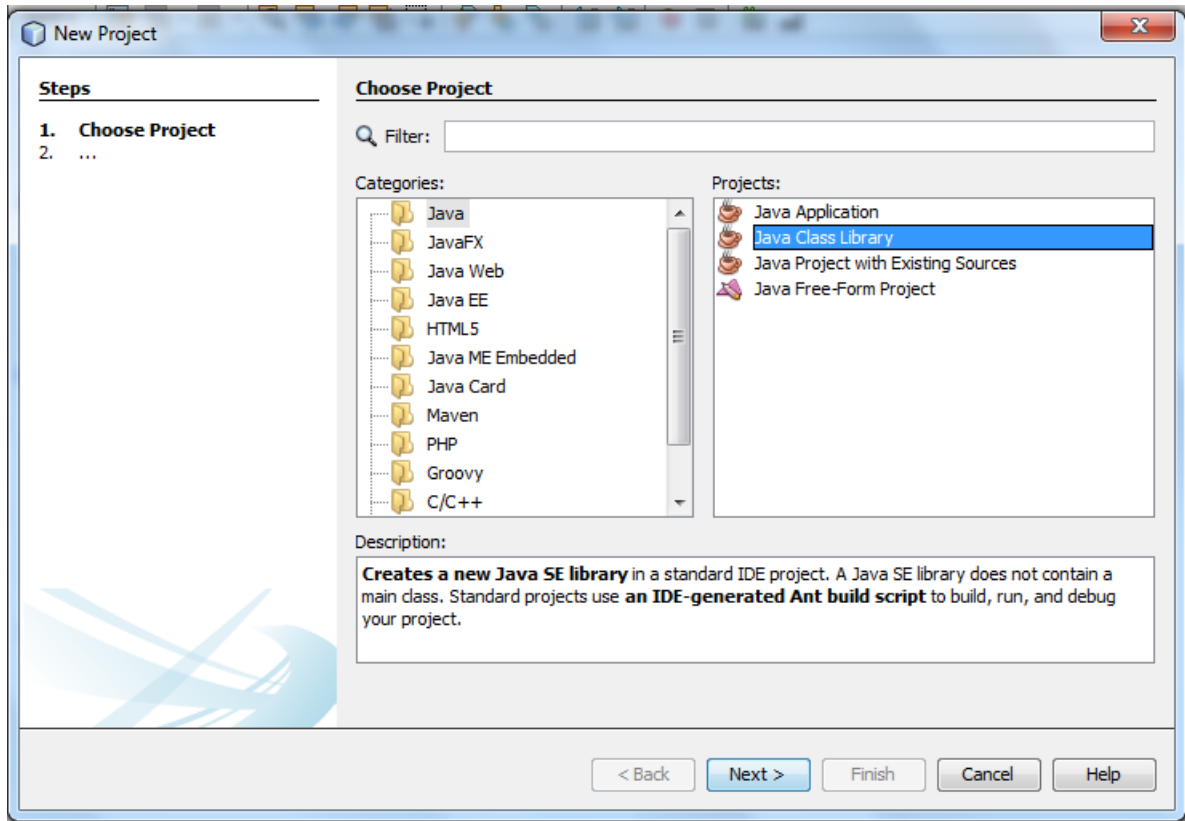 New Project
Steps
1. Choose Project
2. ...
Choose Project
Filter:
Categories:
Java
JavaFX
Java Web
Java EE
HTML5
Java ME Embedded
Java Card
Maven
PHP
Groovy
C/C++
Projects:
Java Application
Java Class Library
Java Project with Existing Sources
Java Free-Form Project
Description:
Creates a new Java SE library in a standard IDE project. A Java SE library does not contain a
main class. Standard projects use an IDE-generated Ant build script to build, run, and debug
your project.
< Back
Next >
Finish
Cancel
Help